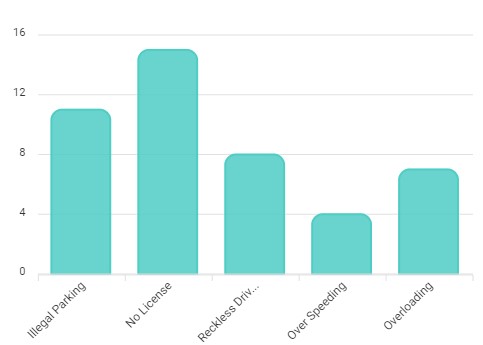 16
12
8
4
0
Illegal Parking
No License
Reckless Driv...
Over Speeding
Overloading